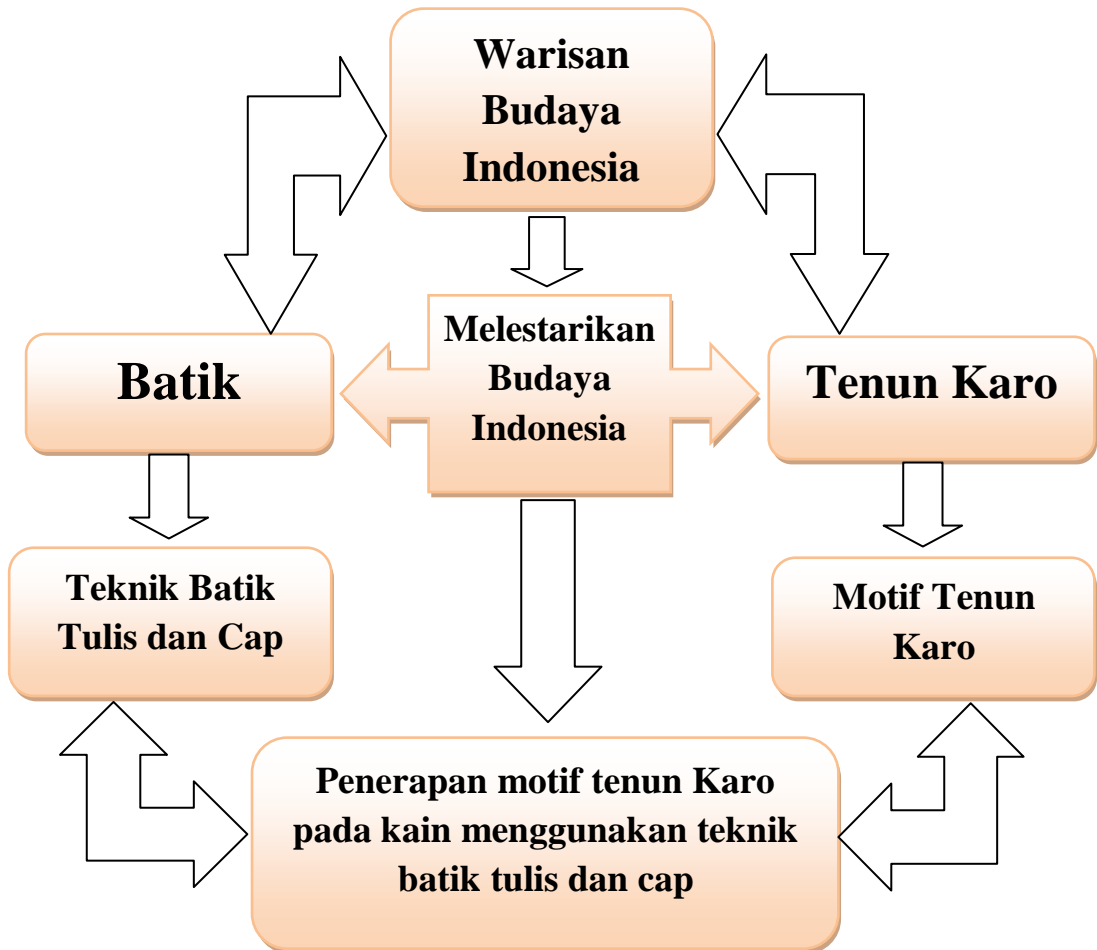 Warisan
Budaya
Indonesia
Melestarikan
Budaya
Indonesia
Batik
Tenun Karo
Teknik Batik
Tulis dan Cap
Motif Tenun
Karo
Penerapan motif tenun Karo
pada kain menggunakan teknik
batik tulis dan cap